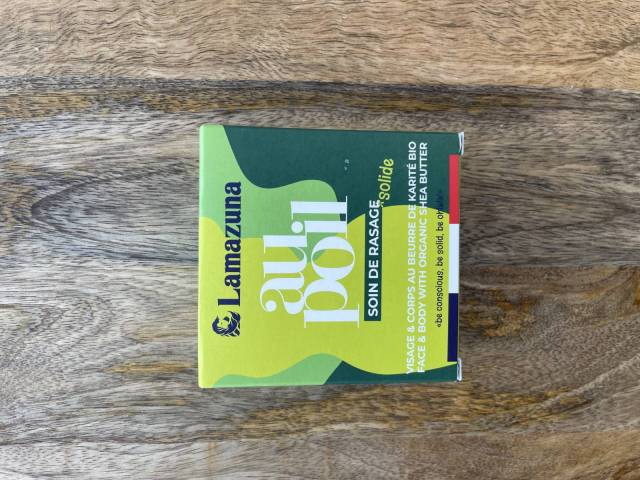 Lamazuna
au
poil
SOIN DE RASAGE
solide
VISAGE & CORPS AU BEURRE DE KARITÉ BIO
FACE & BODY WITH ORGANIC SHEA BUTTER
«be conscious, be solid, be